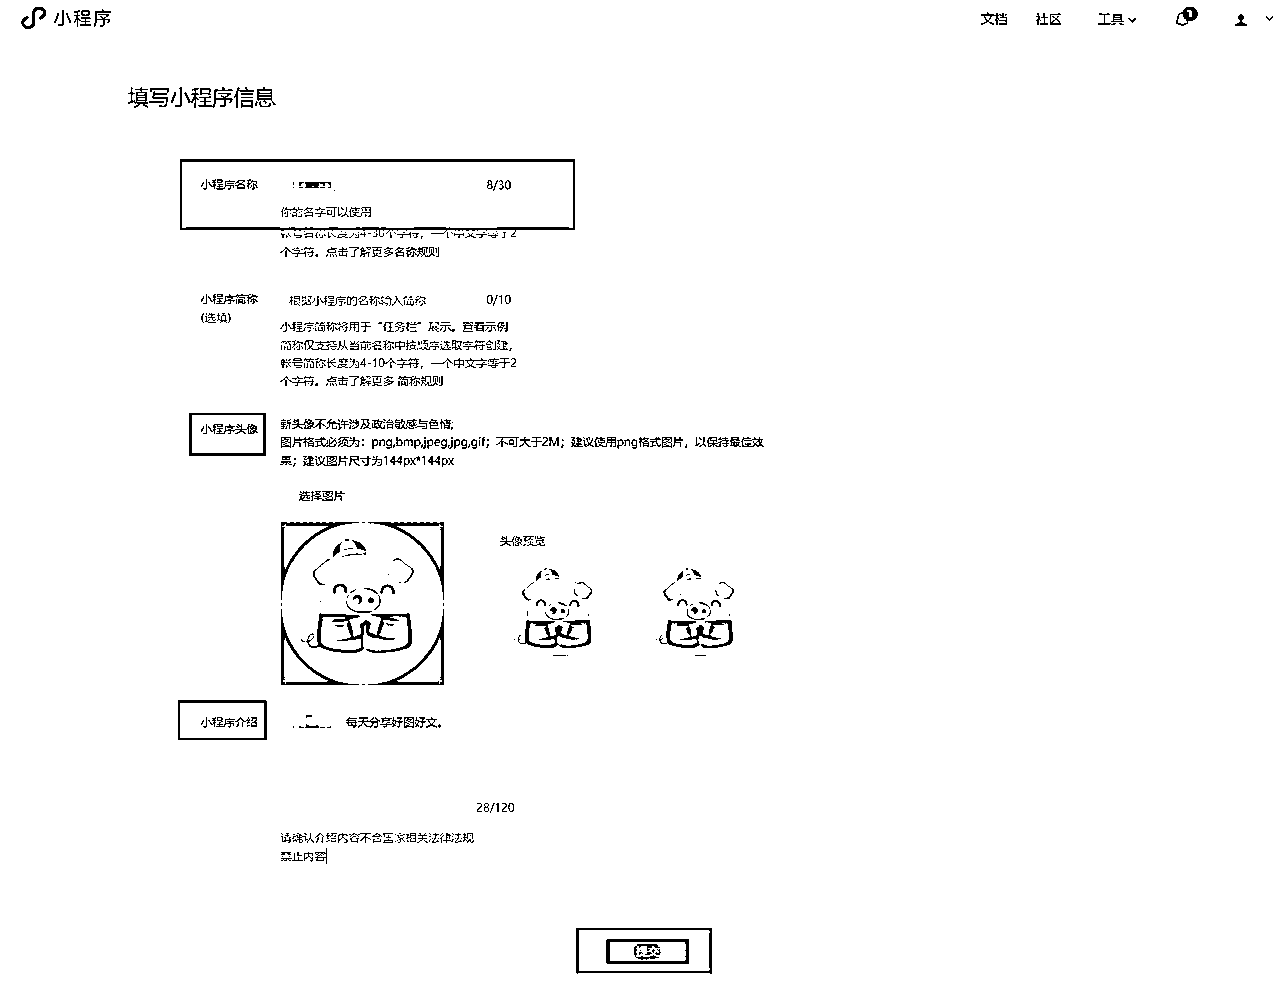 小程序
文档 社区 工具
填写小程序信息
小程序名称 8/30
你的名字可以使用
帐号名称长度为4-30个字符，一个中文字等于2
个字符。点击了解更多名称规则
小程序简称 根据小程序的名称输入简称 0/10
(选填)
小程序简称将用于“任务栏”展示。查看示例
简称仅支持从当前名称中按顺序选取字符创建，
帐号简称长度为4-10个字符，一个中文字等于2
个字符。点击了解更多 简称规则
小程序头像 新头像不允许涉及政治敏感与色情;
图片格式必须为：png,bmp,jpeg,jpg,gif；不可大于2M；建议使用png格式图片，以保持最佳效
果；建议图片尺寸为144px*144px
选择图片
头像预览
小程序介绍 每天分享好图好文。
28/120
请确认介绍内容不含国家相关法律法规
禁止内容
提交